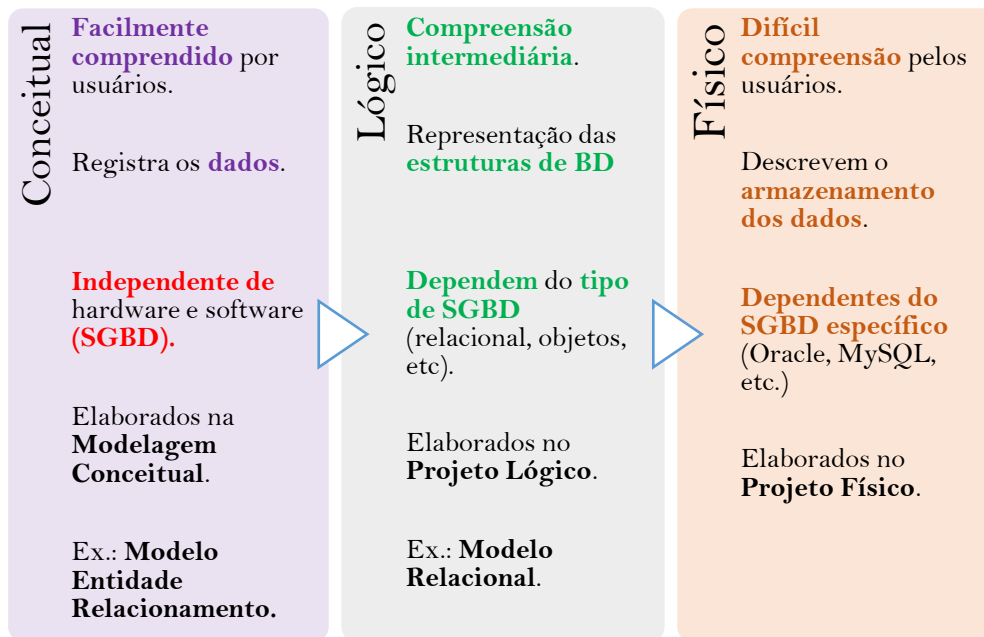 Conceitual
Facilmente
comprendido por
usuários.
Registra os dados.
Independente de
hardware e software
(SGBD).
Elaborados na
Modelagem
Conceitual.
Ex.: Modelo
Entidade
Relacionamento.
Lógico
Compreensão
intermediária.
Representação das
estruturas de BD
Dependem do tipo
de SGBD
(relacional, objetos,
etc).
Elaborados no
Projeto Lógico.
Ex.: Modelo
Relacional.
Físico
Difícil
compreensão pelos
usuários.
Descrevem o
armazenamento
dos dados.
Dependentes do
SGBD específico
(Oracle, MySQL,
etc.)
Elaborados no
Projeto Físico.